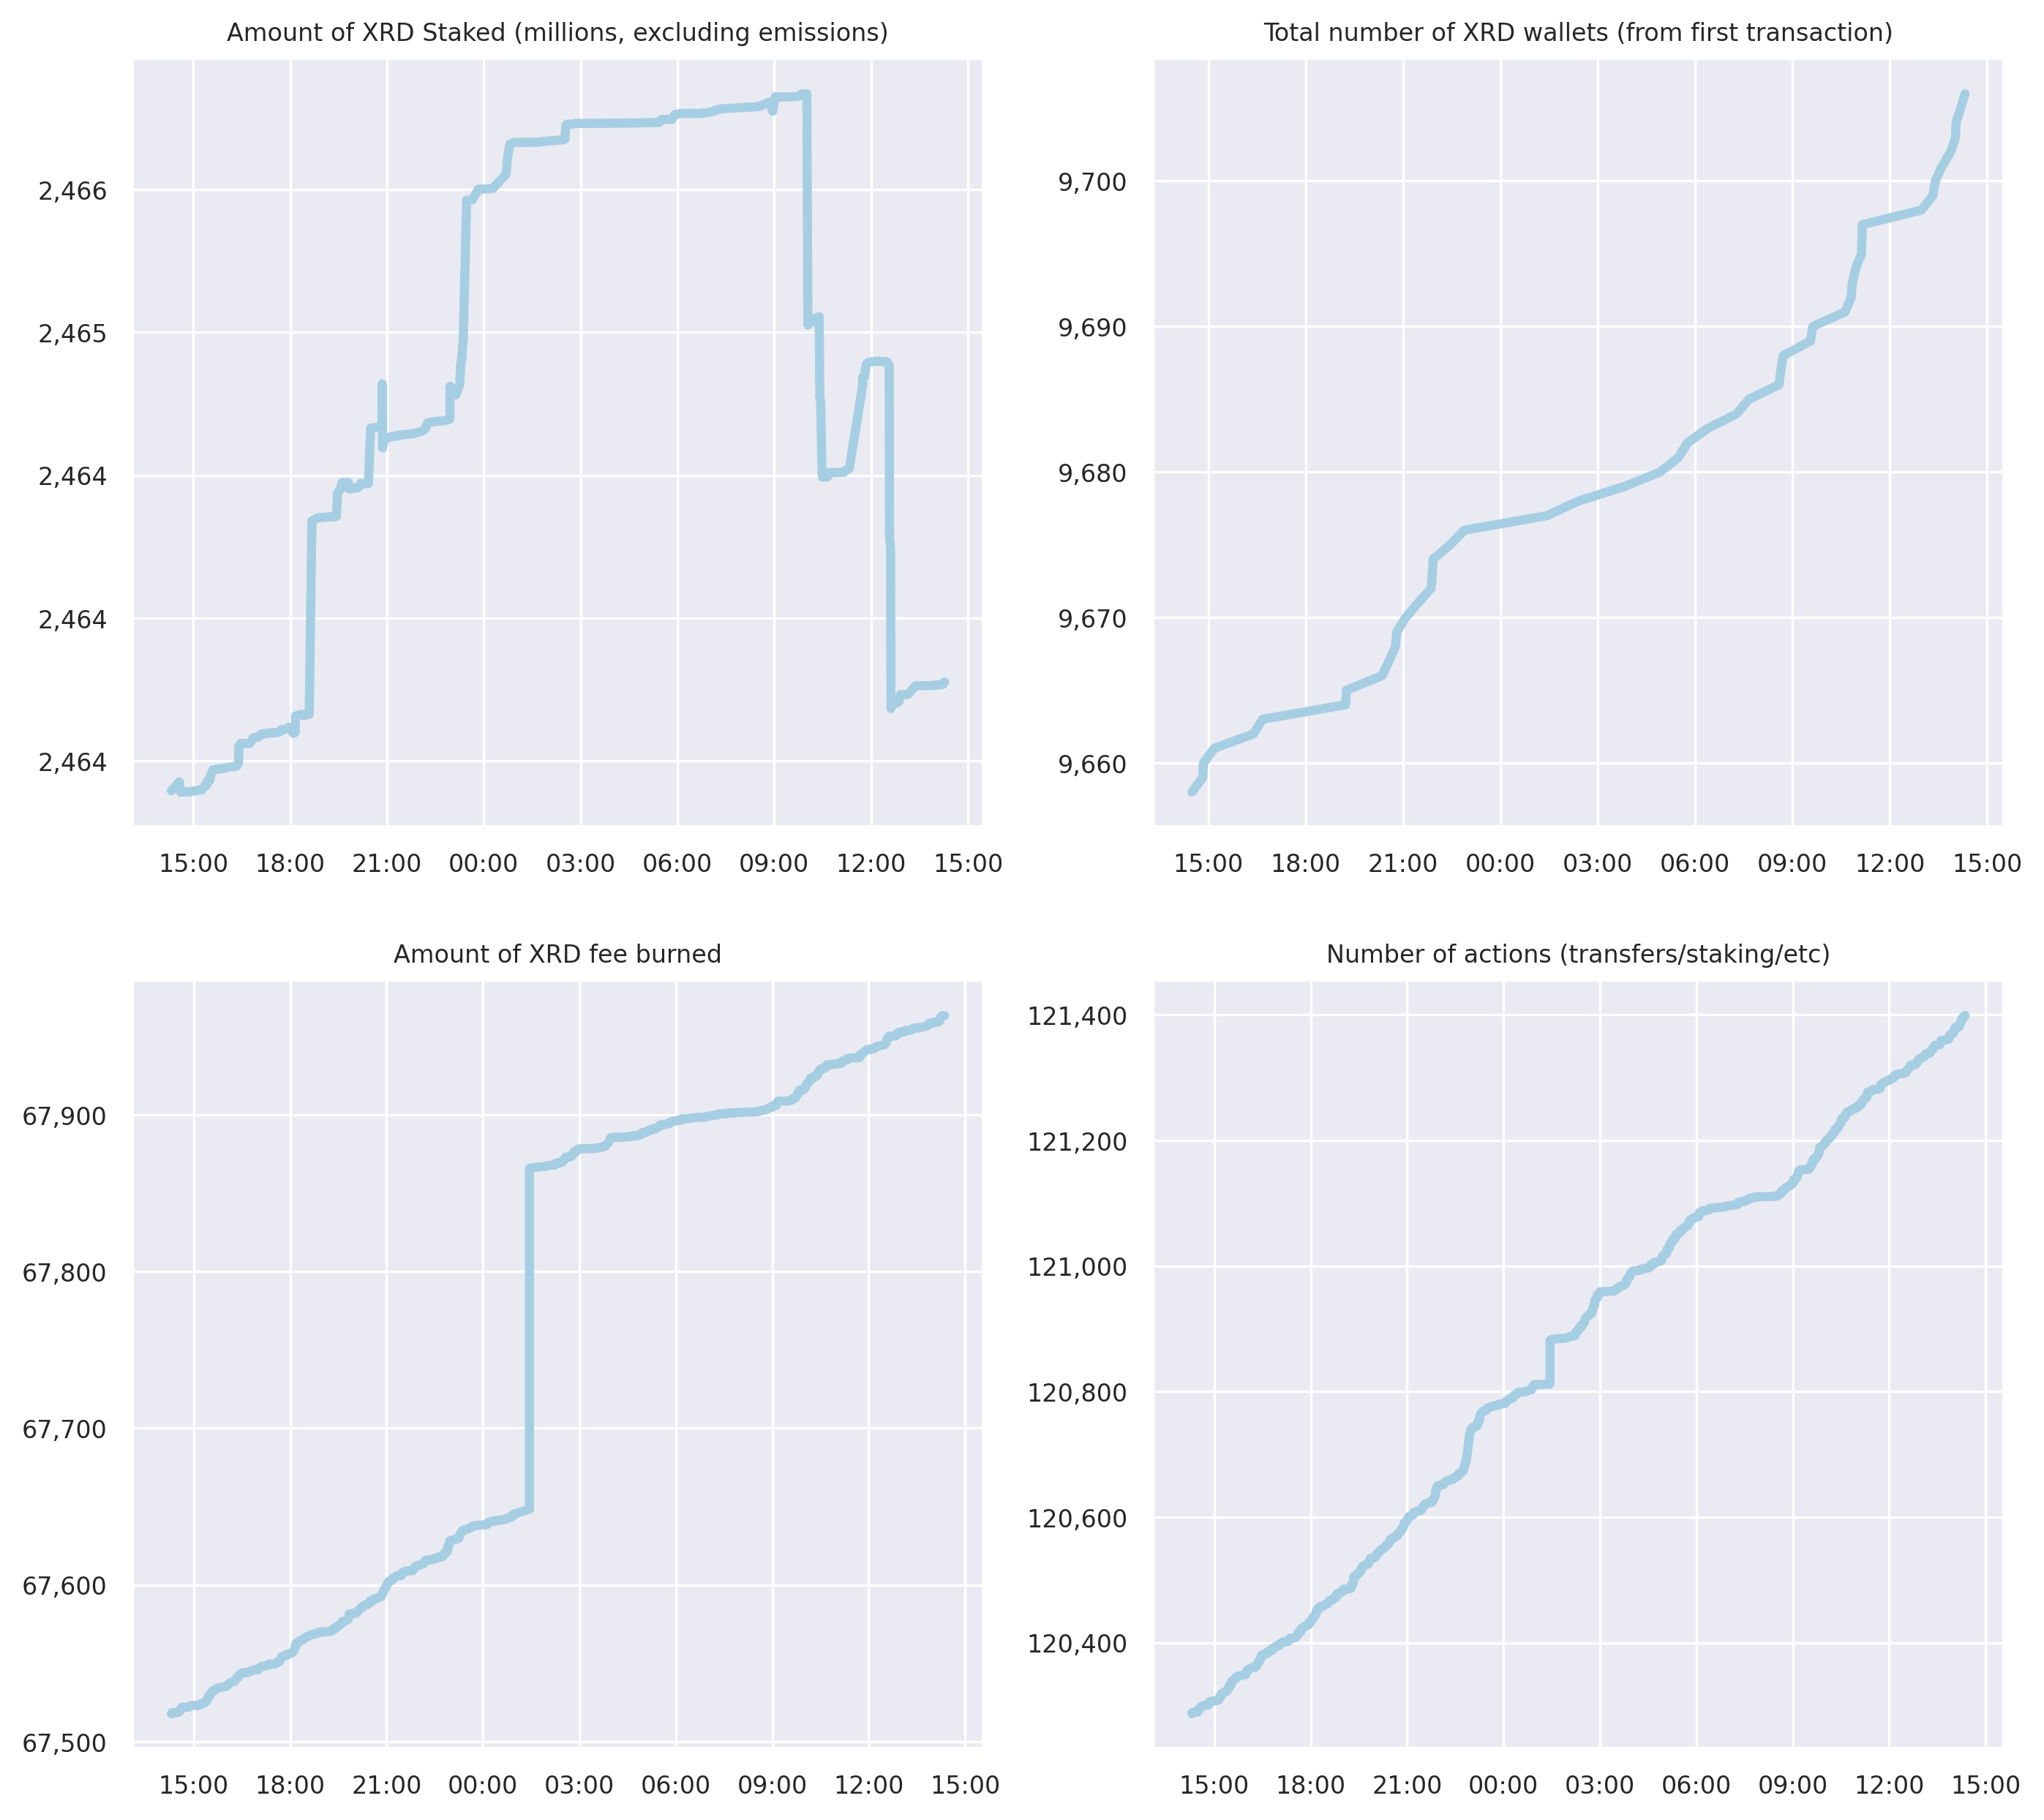 Amount of XRD Staked (millions, excluding emissions)
2,466
2,465
2,464
2,464
2,464
15:00 18:00 21:00 00:00 03:00 06:00 09:00 12:00 15:00
Total number of XRD wallets (from first transaction)
9,700
9,690
9,680
9,670
9,660
15:00 18:00 21:00 00:00 03:00 06:00 09:00 12:00 15:00
Amount of XRD fee burned
67,900
67,800
67,700
67,600
67,500
15:00 18:00 21:00 00:00 03:00 06:00 09:00 12:00 15:00
Number of actions (transfers/staking/etc)
121,400
121,200
121,000
120,800
120,600
120,400
15:00 18:00 21:00 00:00 03:00 06:00 09:00 12:00 15:00